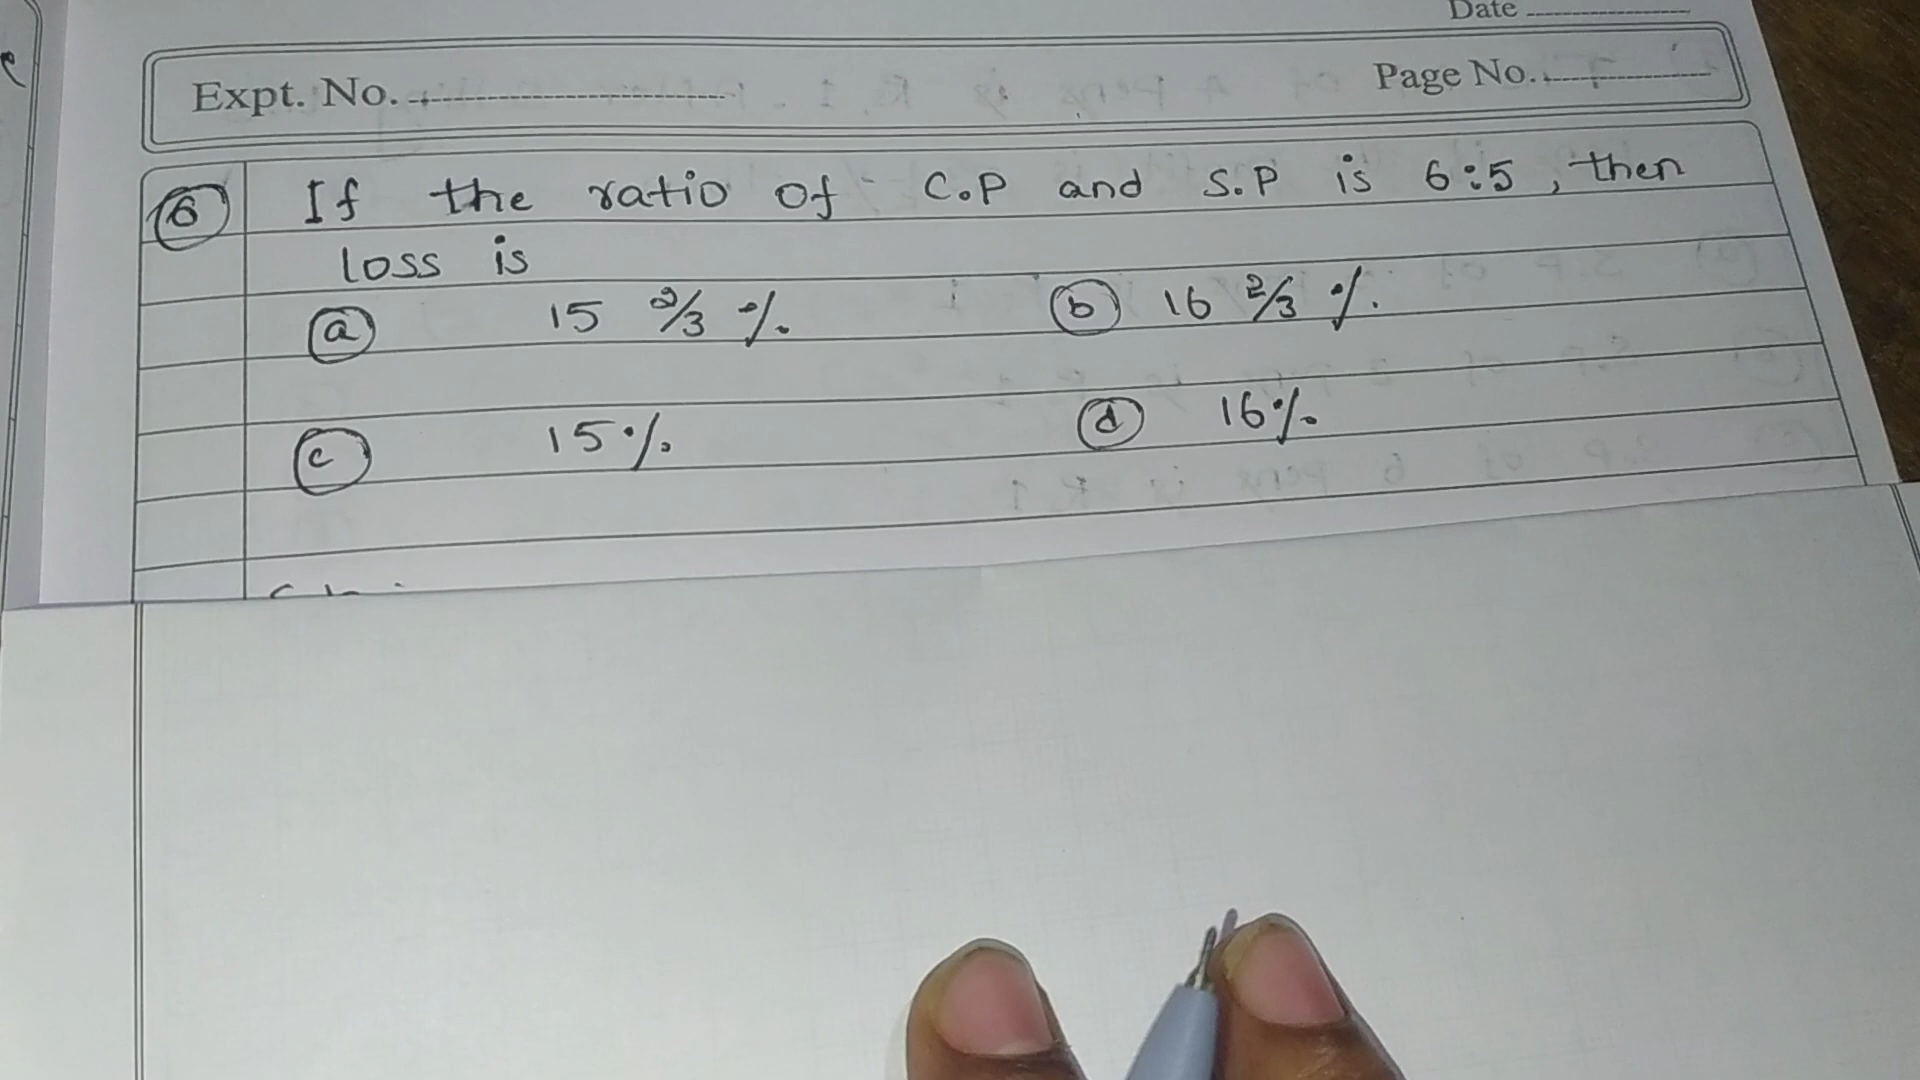 Date
Expt. No.
Page No.
6 If the ratio of C.P and S.P is 6:5, then
loss is
a 15 2/3 % b 16 2/3 %.
c 15% d 16%